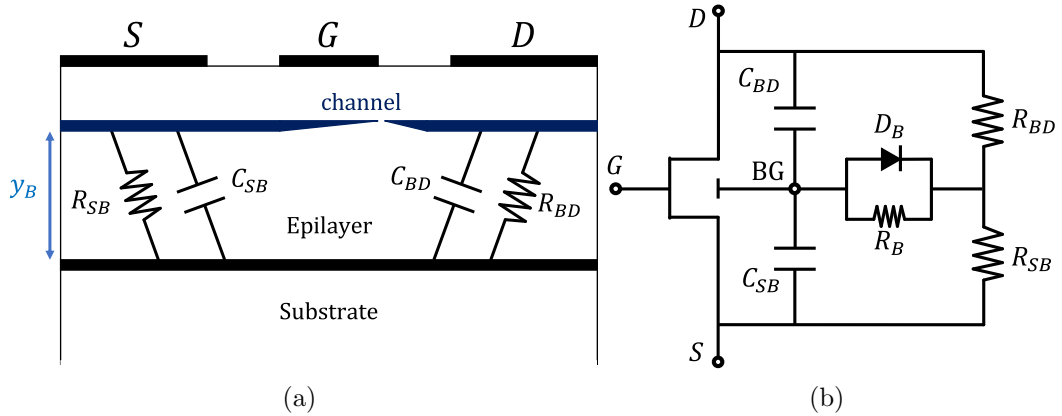 S G D
channel
y_B
R_SB C_SB C_BD R_BD
Epilayer
Substrate
(a)
D
C_BD
R_BD
D_B
G
BG
R_B
C_SB
R_SB
S
(b)